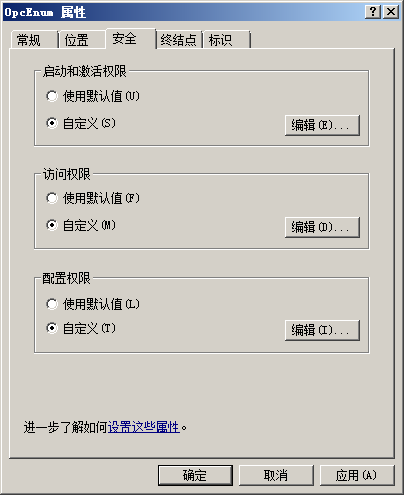 OpcEnum 属性
常规 位置 安全 终结点 标识
启动和激活权限
使用默认值(U)
自定义(S)
编辑(E)...
访问权限
使用默认值(F)
自定义(M)
编辑(D)...
配置权限
使用默认值(L)
自定义(T)
编辑(I)...
进一步了解如何设置这些属性。
确定 取消 应用(A)